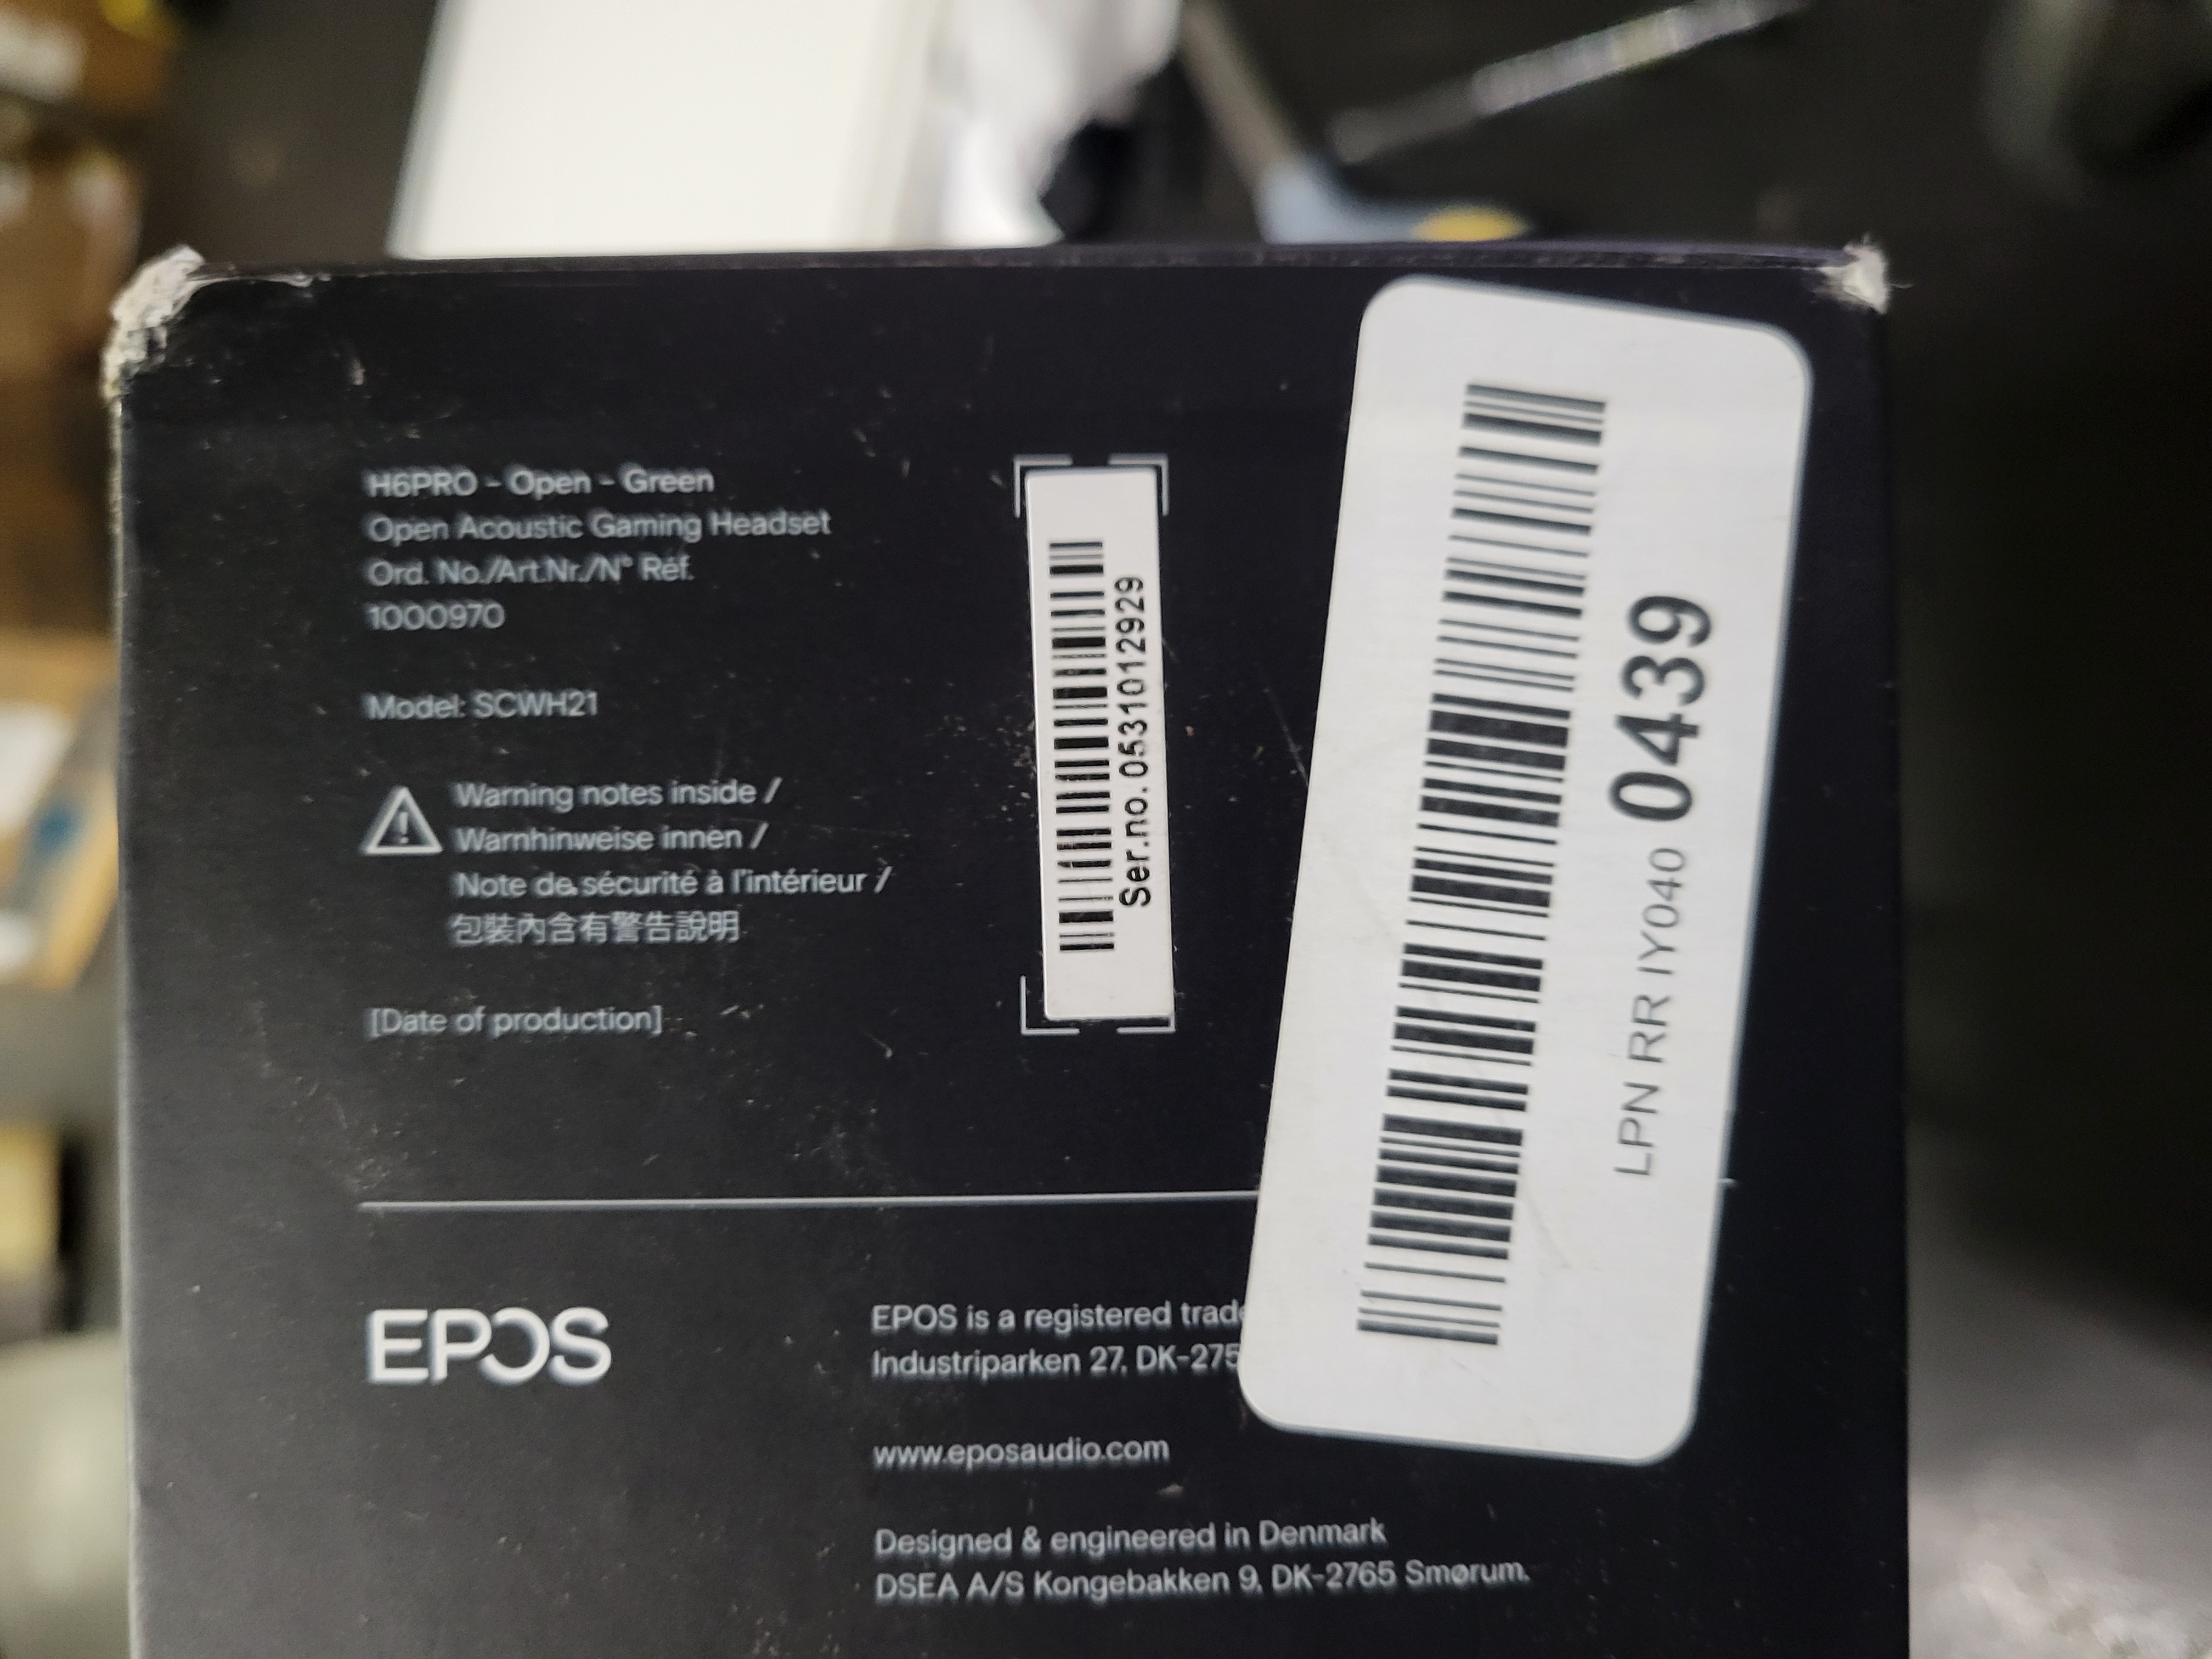 H6PRO - Open - Green
Open Acoustic Gaming Headset
Ord. No./Art.Nr./N° Réf.
1000970
Model: SCWH21
Warning notes inside /
Warnhinweise innen /
Note de sécurité à l'intérieur /
包裝內含有警告說明
[Date of production]
Ser.no. 0531012929
LPN RR IY040 0439
EPOS
EPOS is a registered trade
Industriparken 27, DK-275
www.eposaudio.com
Designed & engineered in Denmark
DSEA A/S Kongebakken 9, DK-2765 Smørum.